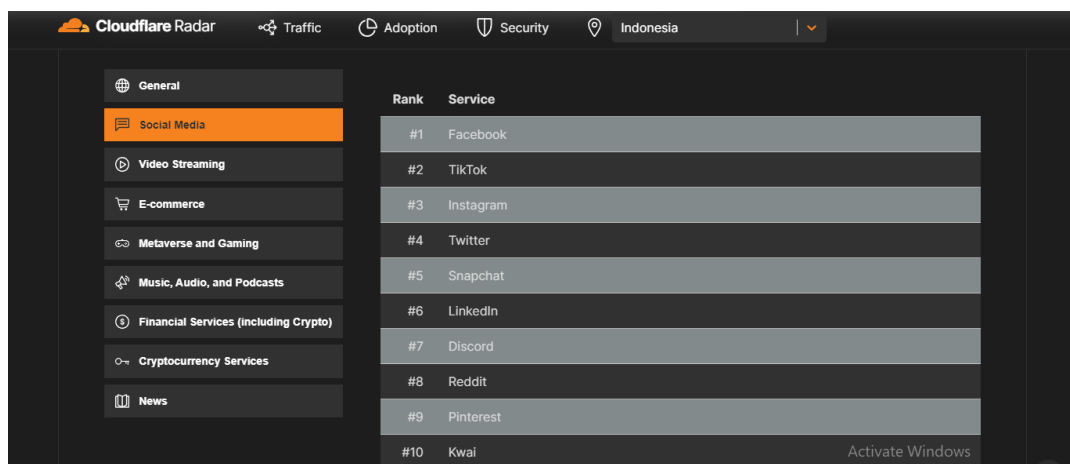 Cloudflare Radar Traffic Adoption Security Indonesia
General
Social Media
Video Streaming
E-commerce
Metaverse and Gaming
Music, Audio, and Podcasts
Financial Services (including Crypto)
Cryptocurrency Services
News
Rank Service
#1 Facebook
#2 TikTok
#3 Instagram
#4 Twitter
#5 Snapchat
#6 LinkedIn
#7 Discord
#8 Reddit
#9 Pinterest
#10 Kwai
Activate Windows